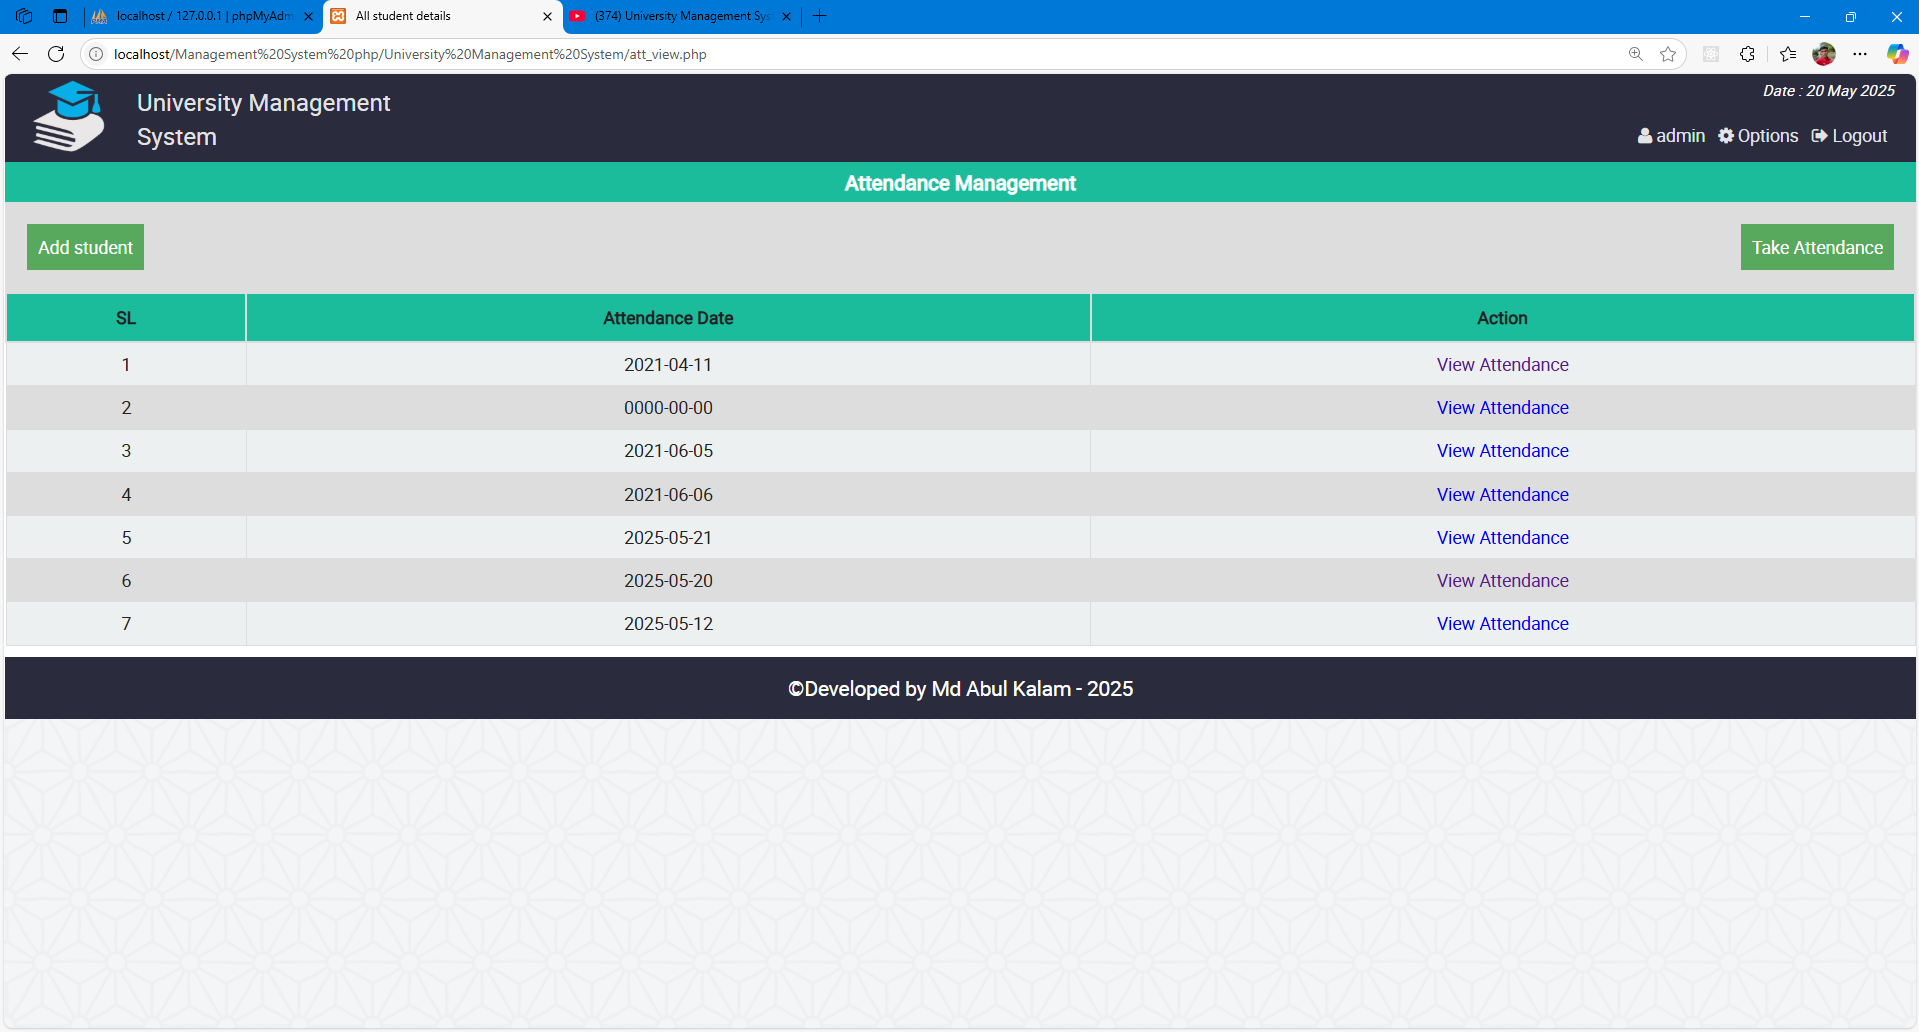 localhost / 127.0.0.1 | phpMyAdm
All student details
(374) University Management Sys
localhost/Management%20System%20php/University%20Management%20System/att_view.php
University Management
System
Date : 20 May 2025
admin Options Logout
Attendance Management
Add student
Take Attendance
SL Attendance Date Action
1 2021-04-11 View Attendance
2 0000-00-00 View Attendance
3 2021-06-05 View Attendance
4 2021-06-06 View Attendance
5 2025-05-21 View Attendance
6 2025-05-20 View Attendance
7 2025-05-12 View Attendance
©Developed by Md Abul Kalam - 2025